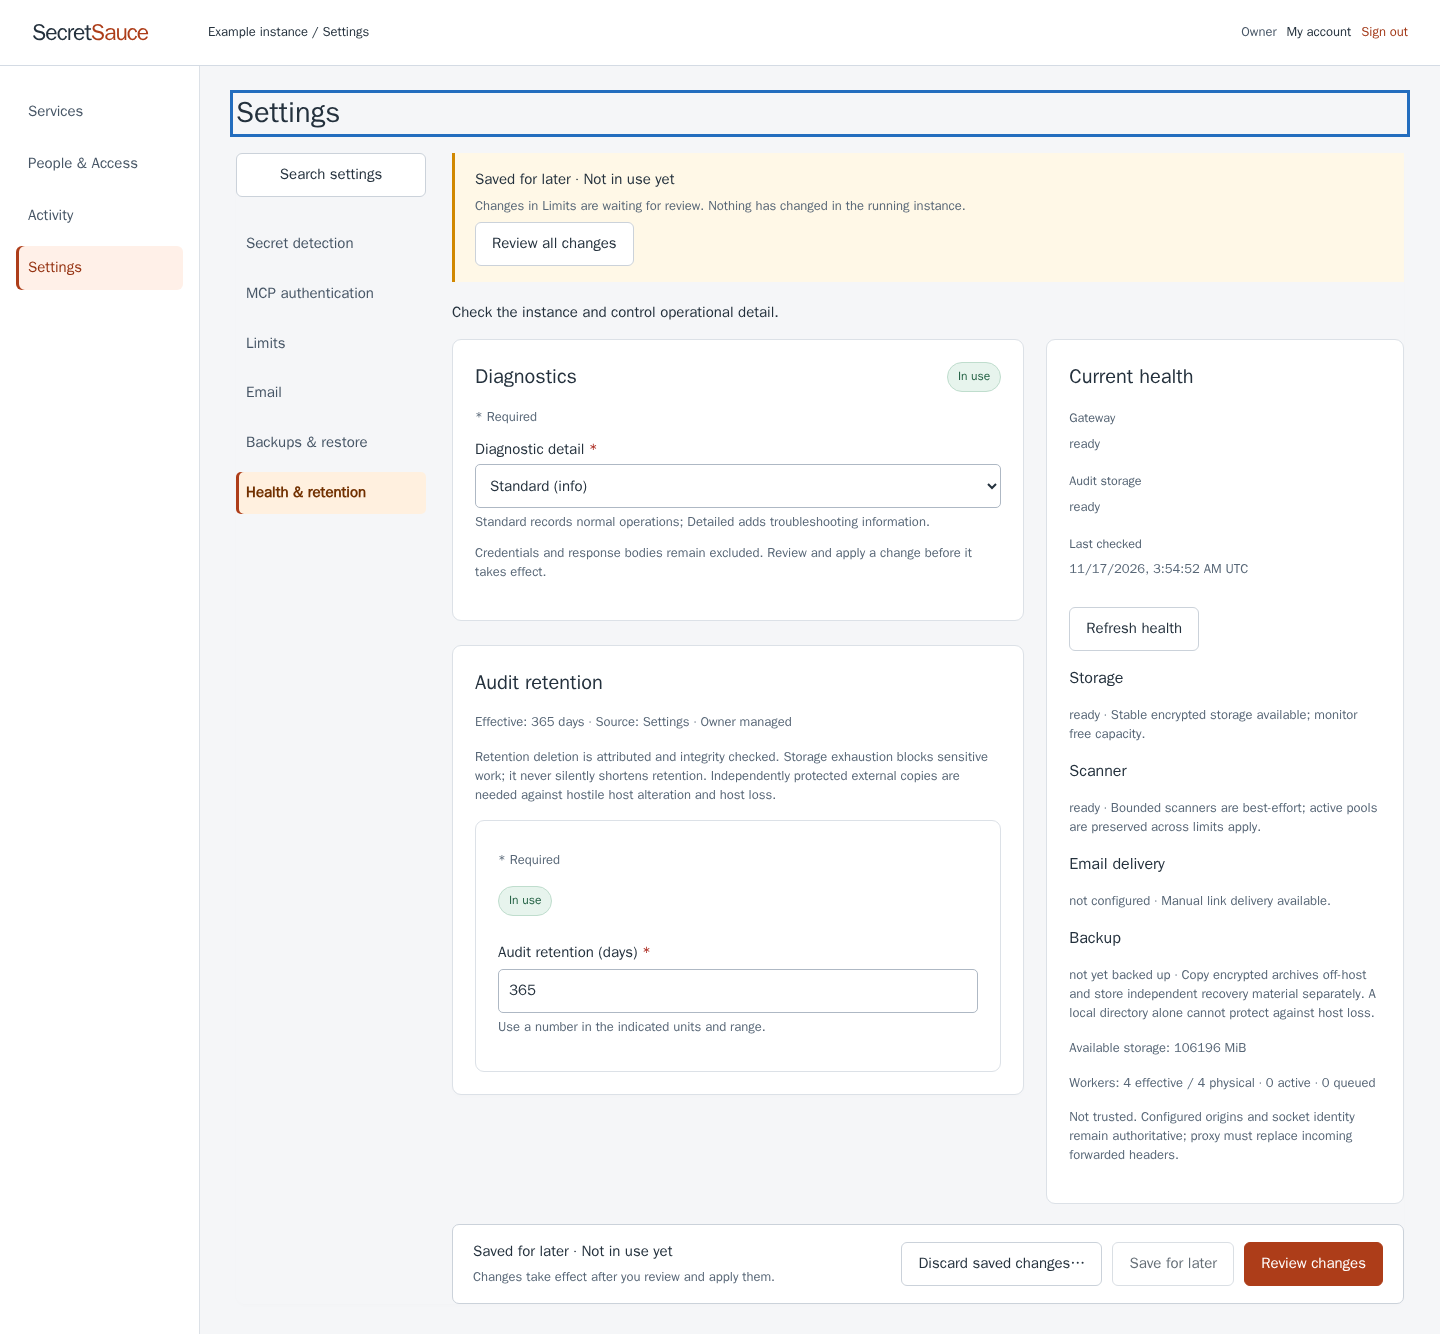 SecretSauce
Example instance / Settings
Owner My account Sign out
Services
People & Access
Activity
Settings
Settings
Search settings
Secret detection
MCP authentication
Limits
Email
Backups & restore
Health & retention
Saved for later · Not in use yet
Changes in Limits are waiting for review. Nothing has changed in the running instance.
Review all changes
Check the instance and control operational detail.
Diagnostics
In use
* Required
Diagnostic detail *
Standard (info)
Standard records normal operations; Detailed adds troubleshooting information.
Credentials and response bodies remain excluded. Review and apply a change before it
takes effect.
Audit retention
Effective: 365 days · Source: Settings · Owner managed
Retention deletion is attributed and integrity checked. Storage exhaustion blocks sensitive
work; it never silently shortens retention. Independently protected external copies are
needed against hostile host alteration and host loss.
* Required
In use
Audit retention (days) *
365
Use a number in the indicated units and range.
Current health
Gateway
ready
Audit storage
ready
Last checked
11/17/2026, 3:54:52 AM UTC
Refresh health
Storage
ready · Stable encrypted storage available; monitor
free capacity.
Scanner
ready · Bounded scanners are best-effort; active pools
are preserved across limits apply.
Email delivery
not configured · Manual link delivery available.
Backup
not yet backed up · Copy encrypted archives off-host
and store independent recovery material separately. A
local directory alone cannot protect against host loss.
Available storage: 106196 MiB
Workers: 4 effective / 4 physical · 0 active · 0 queued
Not trusted. Configured origins and socket identity
remain authoritative; proxy must replace incoming
forwarded headers.
Saved for later · Not in use yet
Changes take effect after you review and apply them.
Discard saved changes…
Save for later
Review changes